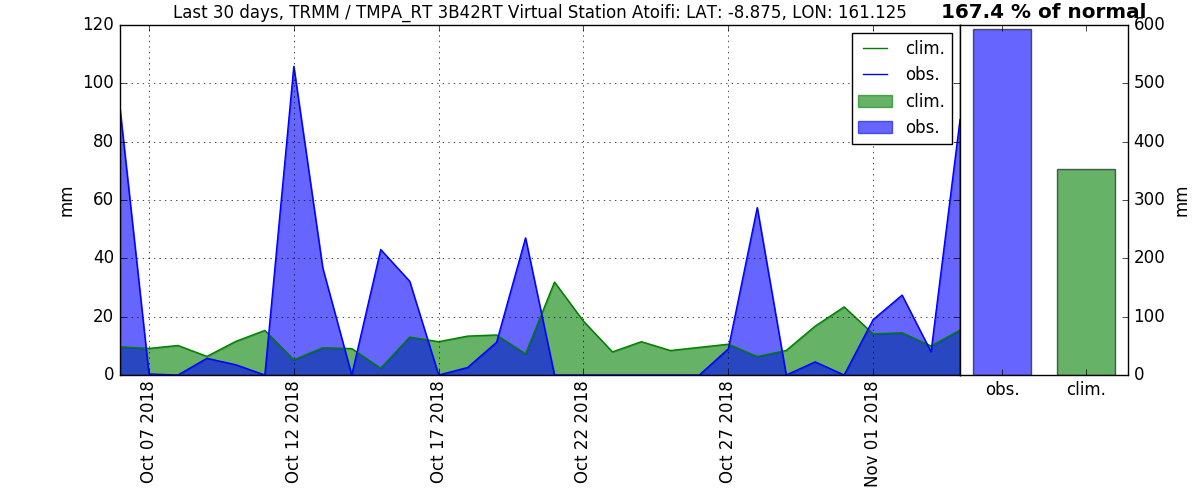 Last 30 days, TRMM / TMPA_RT 3B42RT Virtual Station Atoifi: LAT: -8.875, LON: 161.125
167.4 % of normal
120
100
80
60
40
20
0
mm
clim.
obs.
clim.
obs.
600
500
400
300
200
100
0
mm
Oct 07 2018
Oct 12 2018
Oct 17 2018
Oct 22 2018
Oct 27 2018
Nov 01 2018
obs.
clim.